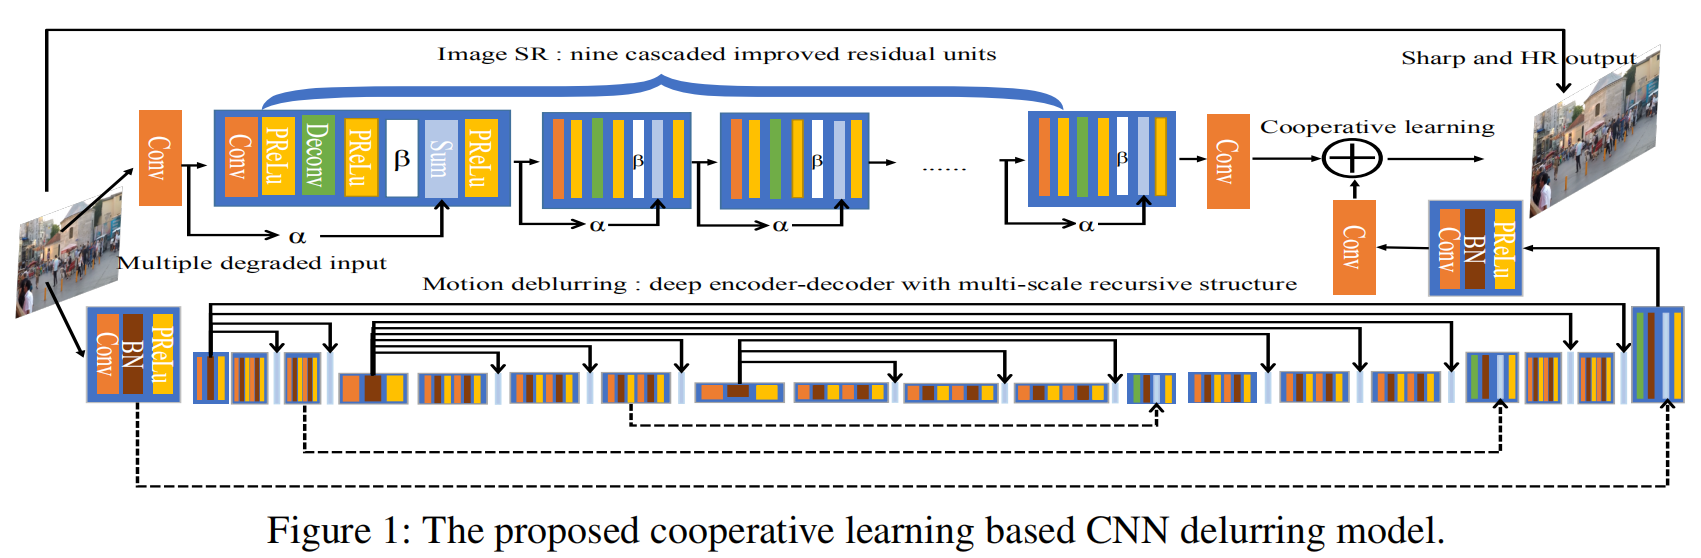 Image SR : nine cascaded improved residual units
Sharp and HR output
Conv
Conv
PReLu
Deconv
PReLu
β
Sum
PReLu
β
β
......
β
Conv
Cooperative learning
α
α
α
α
Multiple degraded input
Conv
Conv
BN
PReLu
Motion deblurring : deep encoder-decoder with multi-scale recursive structure
Conv
BN
PReLu
Figure 1: The proposed cooperative learning based CNN delurring model.